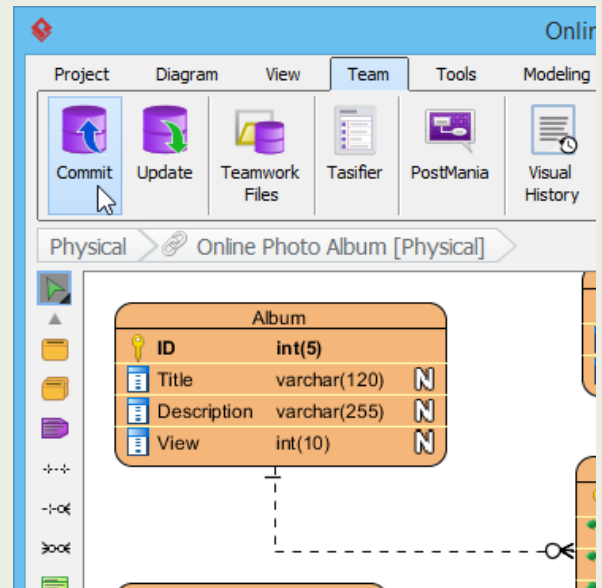 Onlin
Project Diagram View Team Tools Modeling
Commit Update Teamwork Files Tasifier PostMania Visual History
Physical Online Photo Album [Physical]
Album
ID int(5)
Title varchar(120) N
Description varchar(255) N
View int(10) N